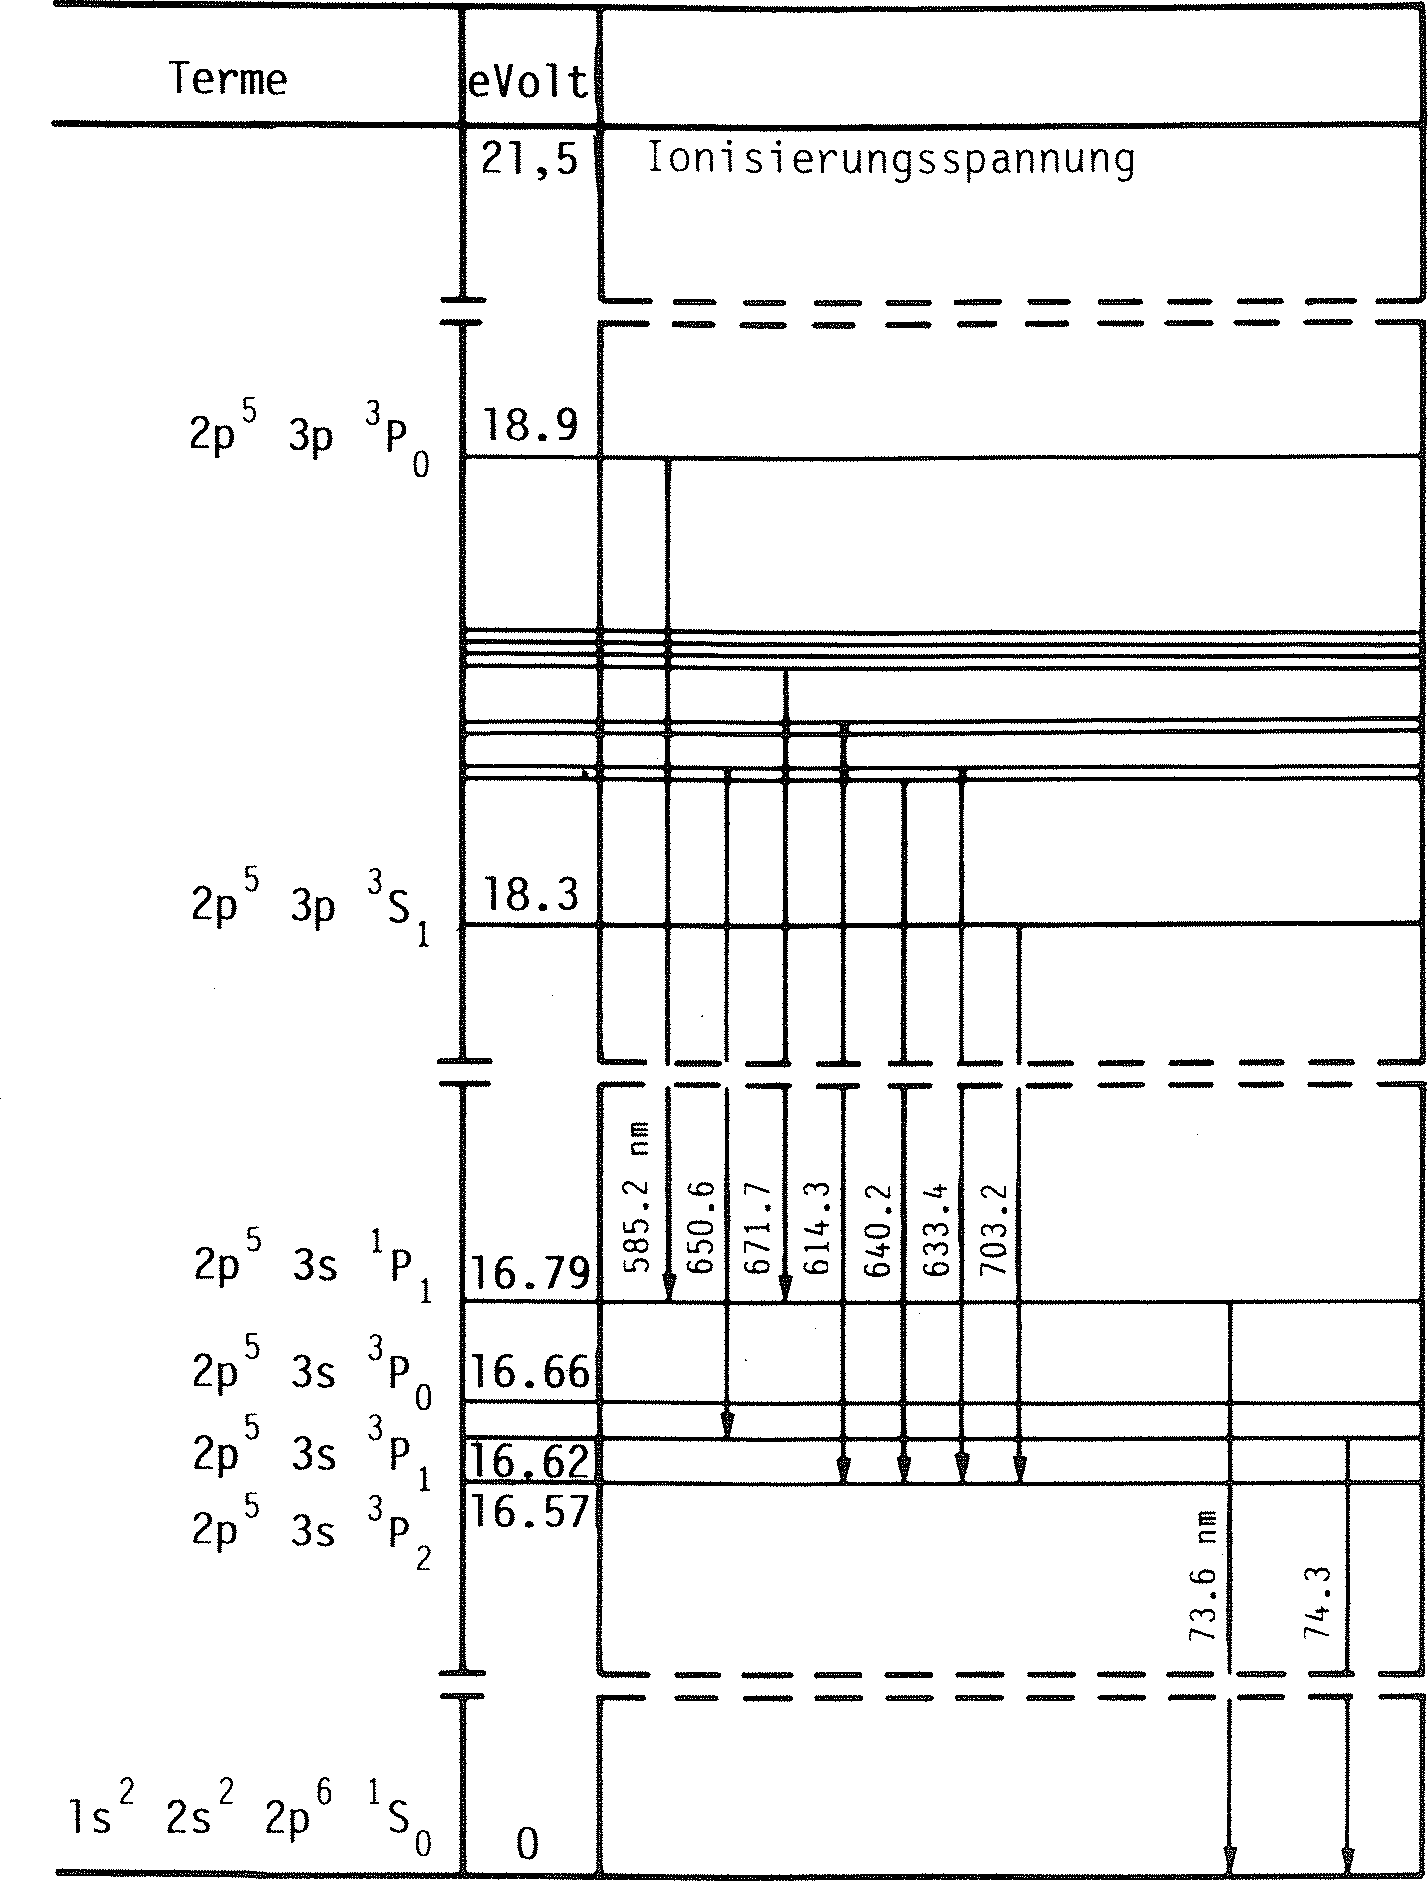 Terme eVolt
21,5 Ionisierungsspannung
2p⁵ 3p ³P₀ 18.9
2p⁵ 3p ³S₁ 18.3
585.2 nm
650.6
671.7
614.3
640.2
633.4
703.2
2p⁵ 3s ¹P₁ 16.79
2p⁵ 3s ³P₀ 16.66
2p⁵ 3s ³P₁ 16.62
2p⁵ 3s ³P₂ 16.57
73.6 nm
74.3
1s² 2s² 2p⁶ ¹S₀ 0